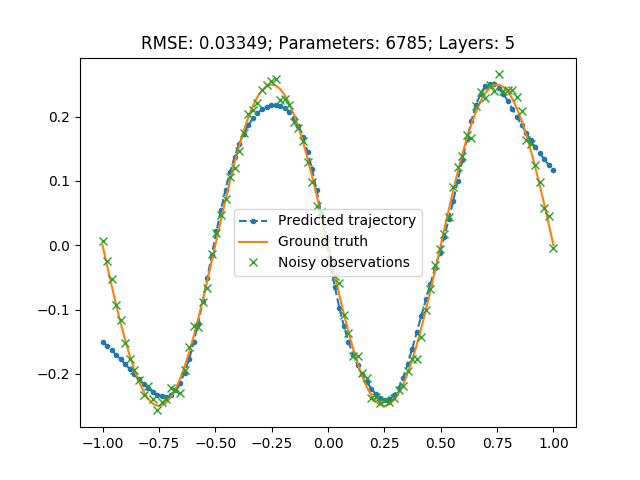 RMSE: 0.03349; Parameters: 6785; Layers: 5
0.2
0.1
0.0
−0.1
−0.2
Predicted trajectory
Ground truth
Noisy observations
−1.00 −0.75 −0.50 −0.25 0.00 0.25 0.50 0.75 1.00